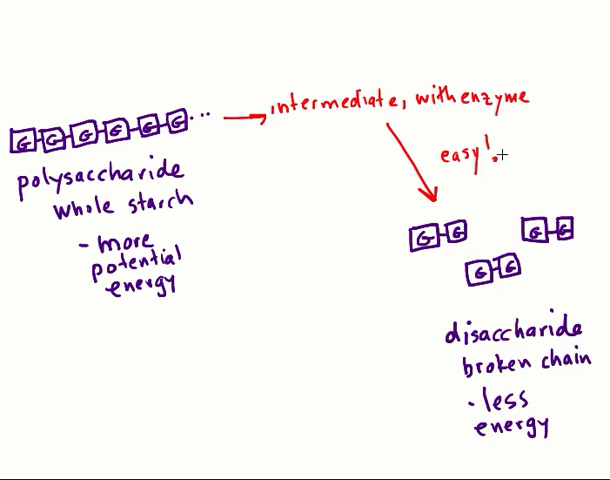 G G G G G G ...
intermediate, with enzyme
easy!
polysaccharide
whole starch
- more
potential
energy
G G
G G
G G
disaccharide
broken chain
- less
energy